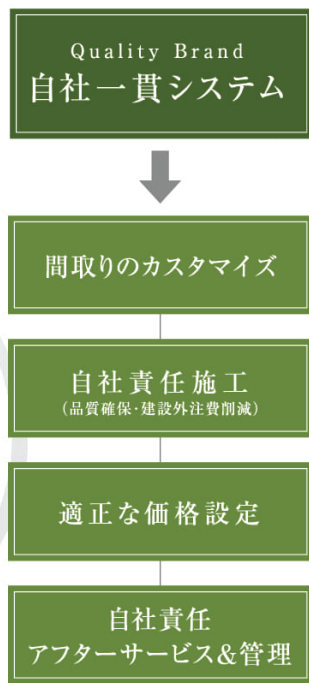 Quality Brand
自社一貫システム
間取りのカスタマイズ
自社責任施工
(品質確保・建設外注費削減)
適正な価格設定
自社責任
アフターサービス&管理